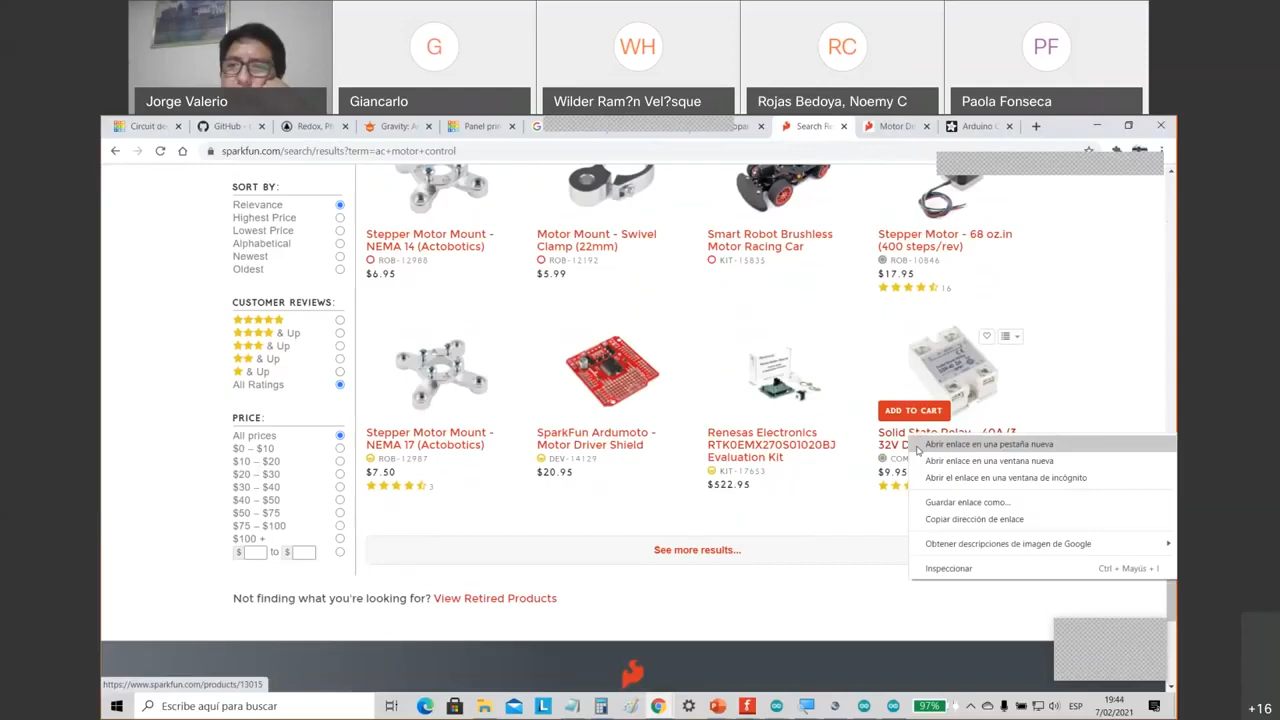 G
WH
RC
PF
Jorge Valerio
Giancarlo
Wilder Ram?n Vel?sque
Rojas Bedoya, Noemy C
Paola Fonseca
Circuit de
GitHub -
Redox, Ph
Gravity: A
Panel prin
Search Re
Motor D
Arduino C
sparkfun.com/search/results?term=ac+motor+control
SORT BY:
Relevance
Highest Price
Lowest Price
Alphabetical
Newest
Oldest
CUSTOMER REVIEWS:
& Up
& Up
& Up
& Up
All Ratings
PRICE:
All prices
$0 – $10
$10 – $20
$20 – $30
$30 – $40
$40 – $50
$50 – $75
$75 – $100
$100 +
$ to $
Stepper Motor Mount -
NEMA 14 (Actobotics)
ROB-12988
$6.95
Motor Mount - Swivel
Clamp (22mm)
ROB-12192
$5.99
Smart Robot Brushless
Motor Racing Car
KIT-15835
Stepper Motor - 68 oz.in
(400 steps/rev)
ROB-10846
$17.95
16
Stepper Motor Mount -
NEMA 17 (Actobotics)
ROB-12987
$7.50
3
SparkFun Ardumoto -
Motor Driver Shield
DEV-14129
$20.95
Renesas Electronics
RTK0EMX270S01020BJ
Evaluation Kit
KIT-17653
$522.95
ADD TO CART
Solid State Relay - 40A (3-
32V D
COM
$9.95
Abrir enlace en una pestaña nueva
Abrir enlace en una ventana nueva
Abrir el enlace en una ventana de incógnito
Guardar enlace como...
Copiar dirección de enlace
Obtener descripciones de imagen de Google
Inspeccionar
Ctrl + Mayús + I
See more results...
Not finding what you're looking for? View Retired Products
https://www.sparkfun.com/products/13015
Escribe aquí para buscar
97%
ESP
19:44
7/02/2021
+16